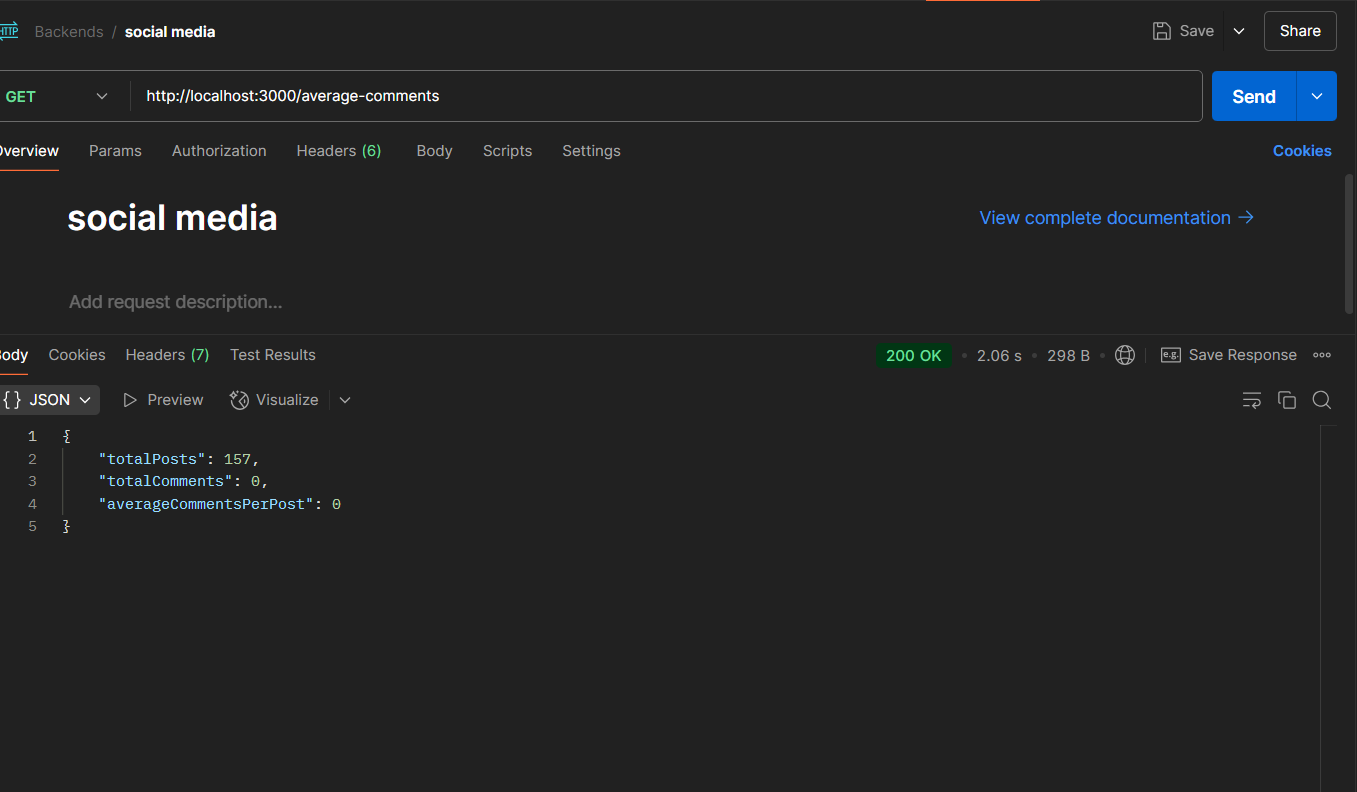 HTTP Backends / social media Save Share
GET http://localhost:3000/average-comments Send
Overview Params Authorization Headers (6) Body Scripts Settings Cookies
social media View complete documentation →
Add request description...
Body Cookies Headers (7) Test Results 200 OK • 2.06 s • 298 B • e.g. Save Response
{} JSON Preview Visualize
1 {
2 "totalPosts": 157,
3 "totalComments": 0,
4 "averageCommentsPerPost": 0
5 }